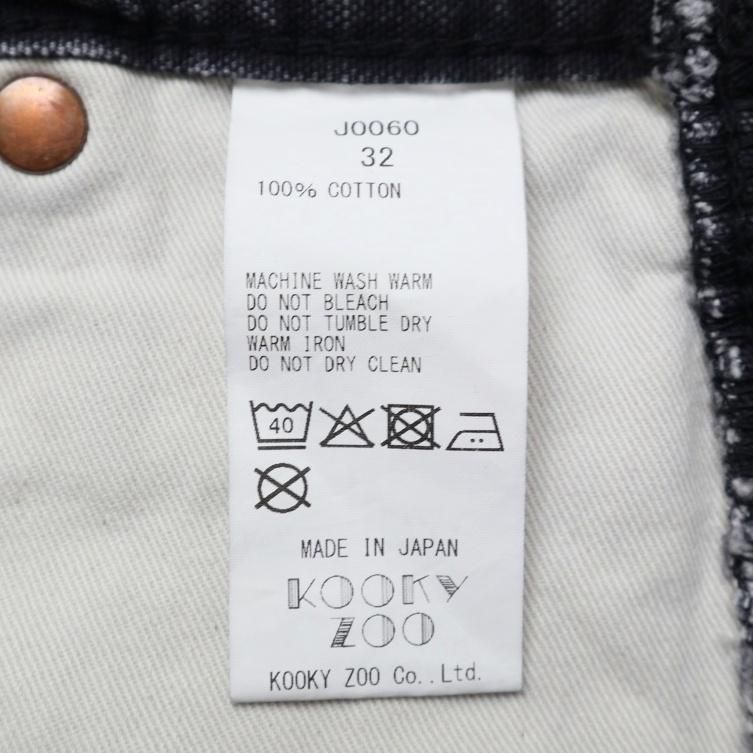 J0060
32
100% COTTON
MACHINE WASH WARM
DO NOT BLEACH
DO NOT TUMBLE DRY
WARM IRON
DO NOT DRY CLEAN
40
MADE IN JAPAN
KOOKY
ZOO
KOOKY ZOO Co..Ltd.